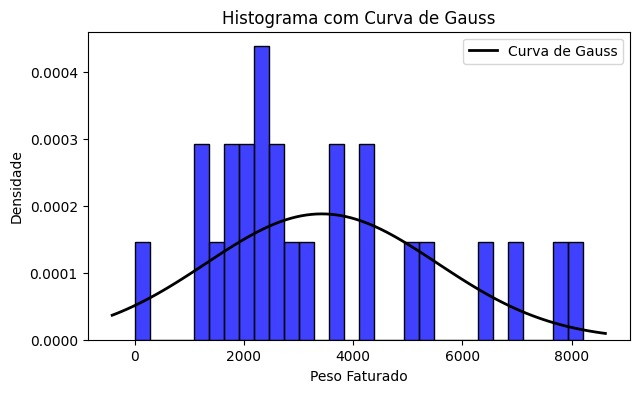 Histograma com Curva de Gauss
Curva de Gauss
Densidade
0.0004
0.0003
0.0002
0.0001
0.0000
0 2000 4000 6000 8000
Peso Faturado